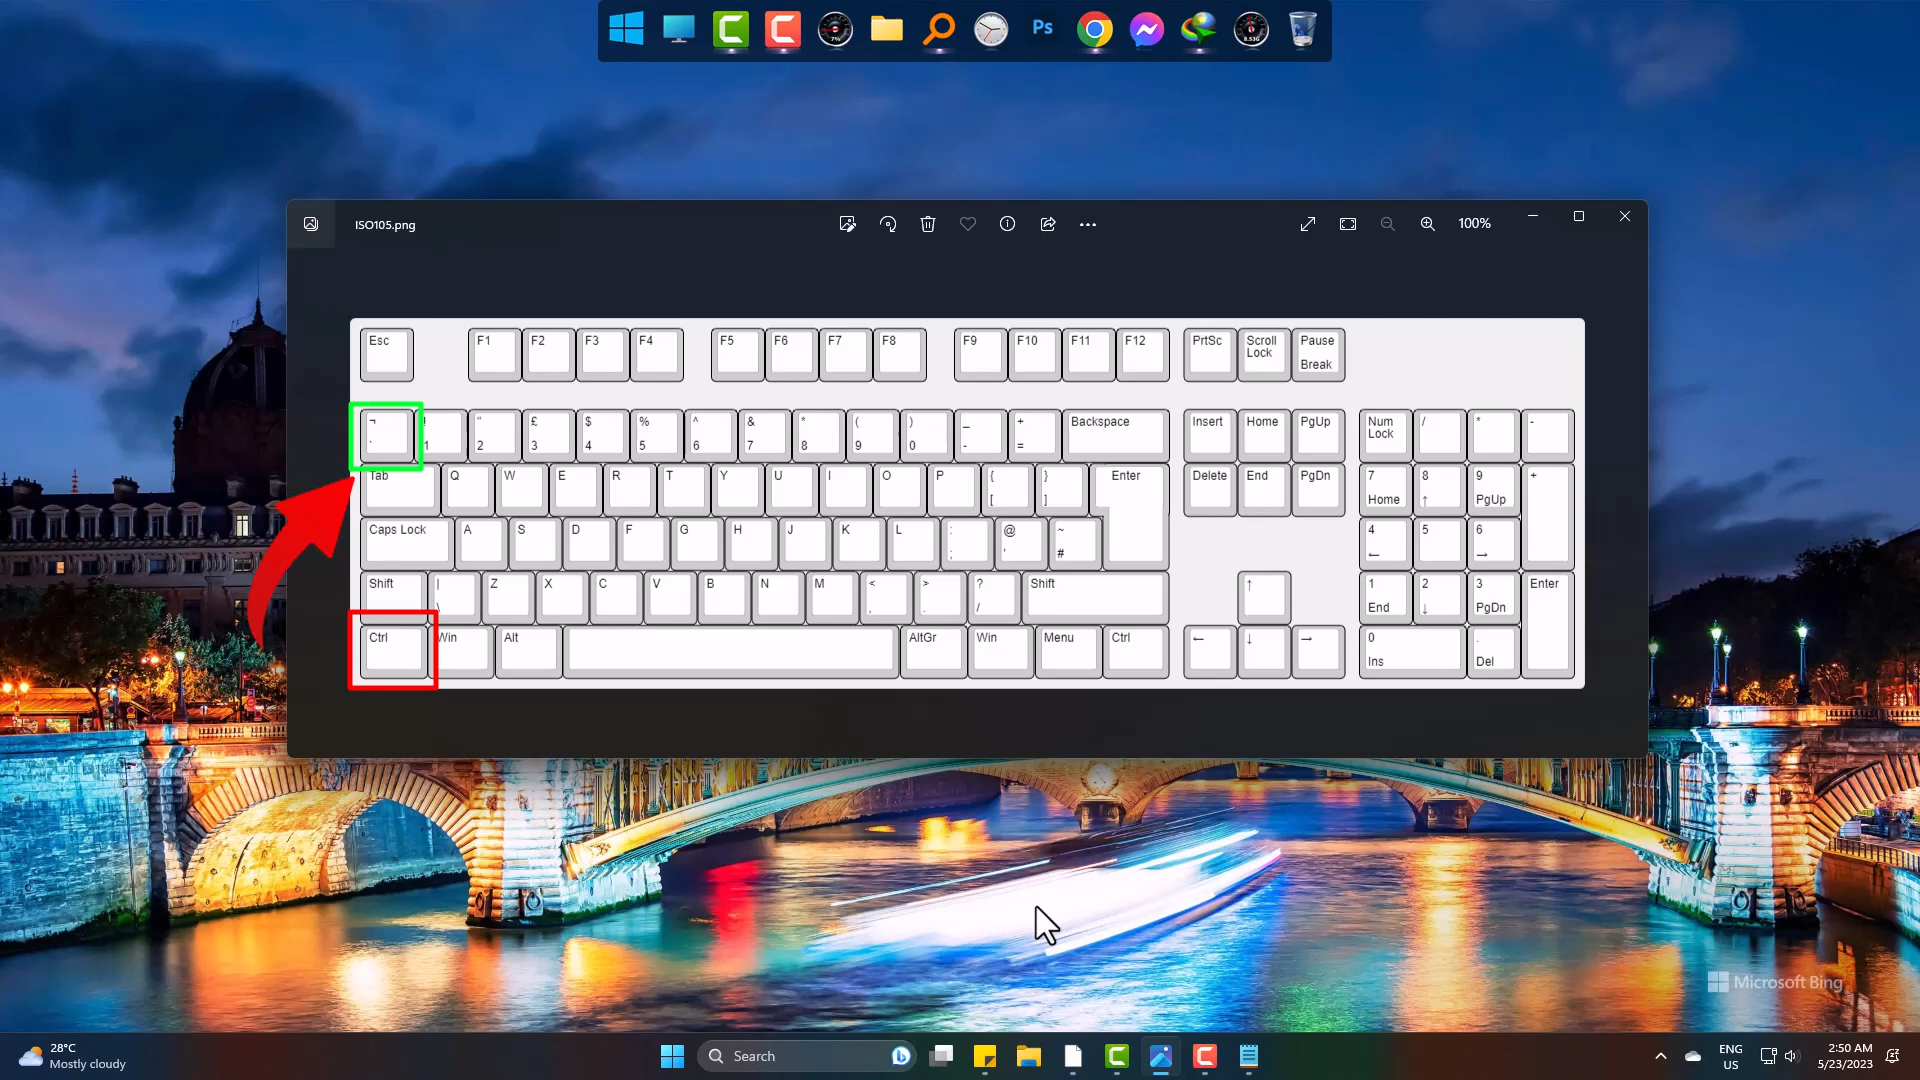 7%
Ps
8.53G
ISO105.png
100%
Esc F1 F2 F3 F4 F5 F6 F7 F8 F9 F10 F11 F12 PrtSc Scroll Lock Pause Break
¬ ` ! 1 " 2 £ 3 $ 4 % 5 ^ 6 & 7 * 8 ( 9 ) 0 _ - + = Backspace Insert Home PgUp Num Lock / * -
Tab Q W E R T Y U I O P { [ } ] Enter Delete End PgDn 7 Home 8 ↑ 9 PgUp +
Caps Lock A S D F G H J K L : ; @ ' ~ # 4 ← 5 6 →
Shift | \ Z X C V B N M < , > . ? / Shift ↑ 1 End 2 ↓ 3 PgDn Enter
Ctrl Win Alt AltGr Win Menu Ctrl ← ↓ → 0 Ins . Del
Microsoft Bing
28°C
Mostly cloudy
Search
ENG
US
2:50 AM
5/23/2023